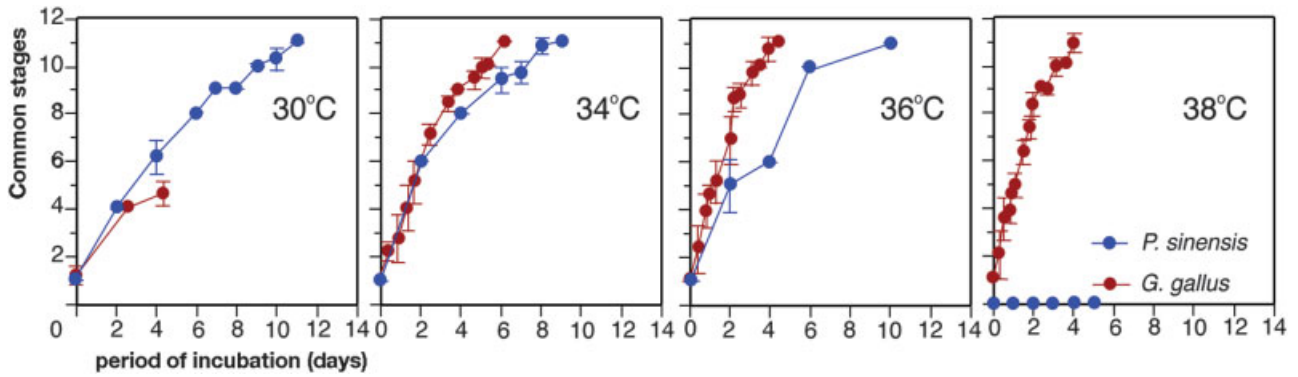 Common stages
12
10
8
6
4
2
0
30°C
34°C
36°C
38°C
P. sinensis
G. gallus
0 2 4 6 8 10 12 14
0 2 4 6 8 10 12 14
0 2 4 6 8 10 12 14
0 2 4 6 8 10 12 14
period of incubation (days)